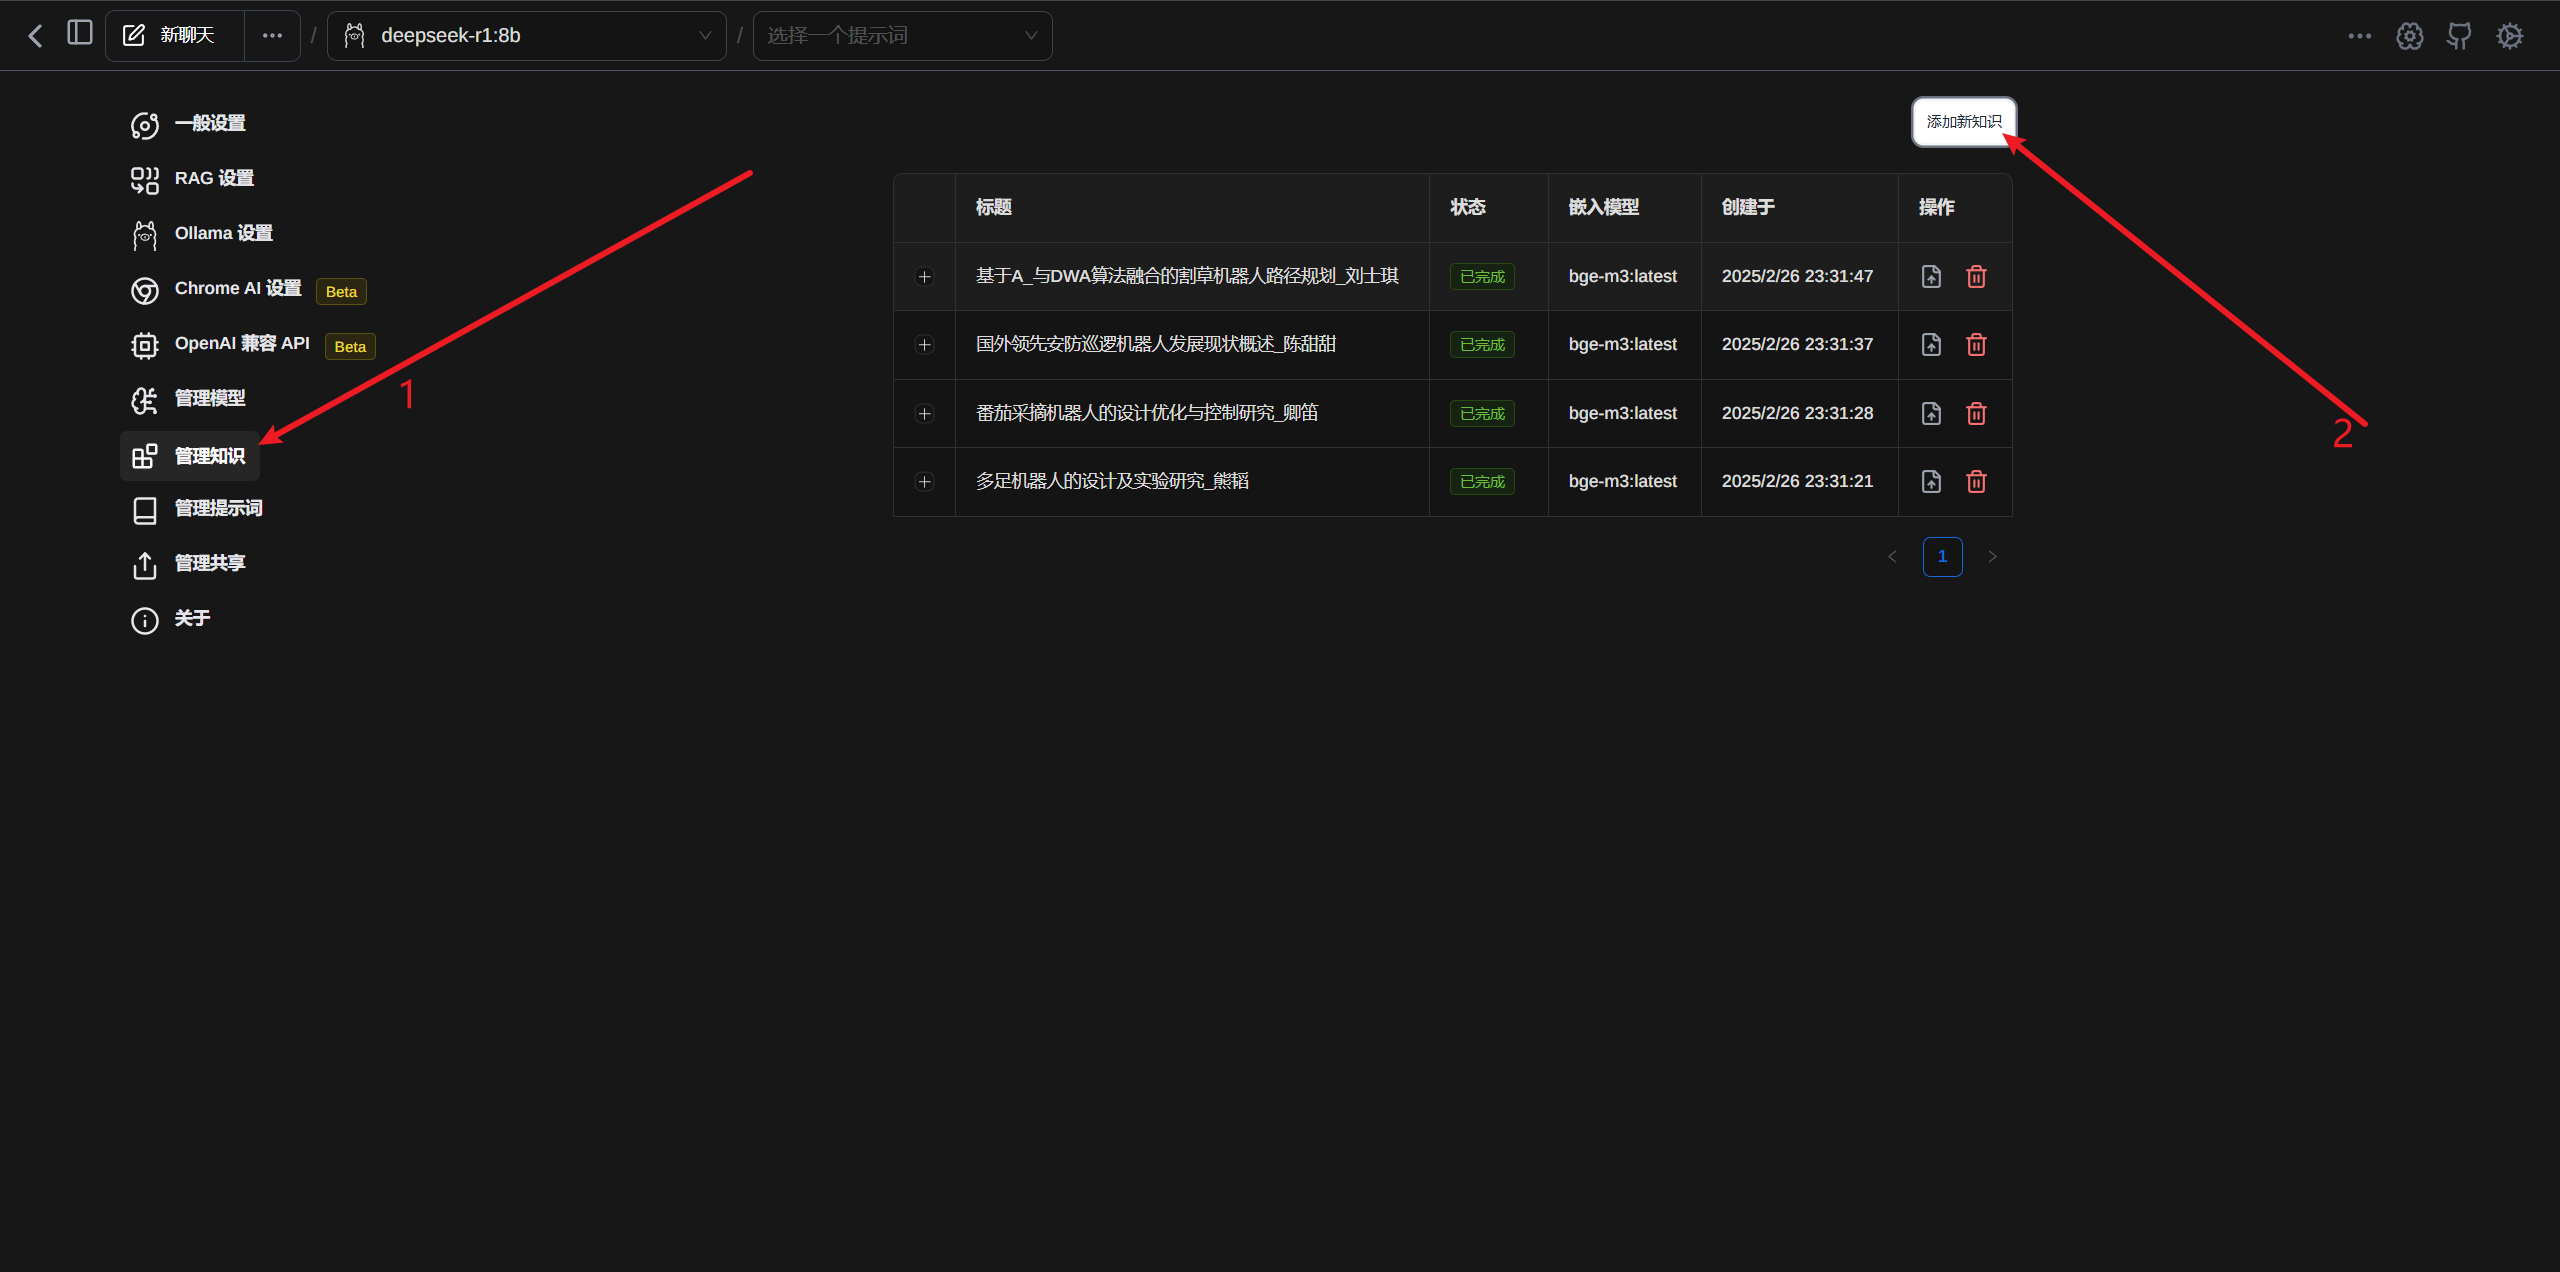 新聊天 ··· / deepseek-r1:8b / 选择一个提示词
一般设置
RAG 设置
Ollama 设置
Chrome AI 设置 Beta
OpenAI 兼容 API Beta
管理模型
管理知识
管理提示词
管理共享
关于
1
添加新知识
2
标题 状态 嵌入模型 创建于 操作
基于A_与DWA算法融合的割草机器人路径规划_刘士琪 已完成 bge-m3:latest 2025/2/26 23:31:47
国外领先安防巡逻机器人发展现状概述_陈甜甜 已完成 bge-m3:latest 2025/2/26 23:31:37
番茄采摘机器人的设计优化与控制研究_卿笛 已完成 bge-m3:latest 2025/2/26 23:31:28
多足机器人的设计及实验研究_熊韬 已完成 bge-m3:latest 2025/2/26 23:31:21
1